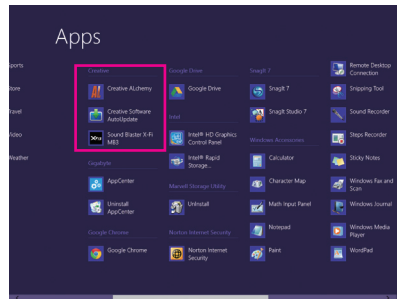 Apps
Sports
Store
Travel
Video
Weather
Creative
Creative ALchemy
Creative Software
AutoUpdate
Sound Blaster X-Fi
MB3
Gigabyte
AppCenter
Uninstall
AppCenter
Google Chrome
Google Chrome
Google Drive
Google Drive
Intel
Intel® HD Graphics
Control Panel
Intel® Rapid
Storage...
Marvell Storage Utility
Uninstall
Norton Internet Security
Norton Internet
Security
SnagIt 7
SnagIt 7
SnagIt Studio 7
Windows Accessories
Calculator
Character Map
Math Input Panel
Notepad
Paint
Remote Desktop
Connection
Snipping Tool
Sound Recorder
Steps Recorder
Sticky Notes
Windows Fax and
Scan
Windows Journal
Windows Media
Player
WordPad